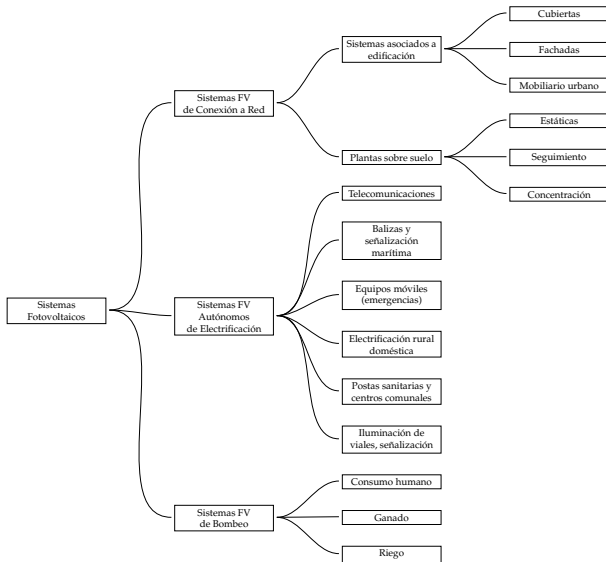 Cubiertas
Sistemas asociados a
edificación
Fachadas
Mobiliario urbano
Sistemas FV
de Conexión a Red
Estáticas
Plantas sobre suelo
Seguimiento
Concentración
Telecomunicaciones
Balizas y
señalización
marítima
Sistemas
Fotovoltaicos
Sistemas FV
Autónomos
de Electrificación
Equipos móviles
(emergencias)
Electrificación rural
doméstica
Postas sanitarias y
centros comunales
Iluminación de
viales, señalización
Consumo humano
Sistemas FV
de Bombeo
Ganado
Riego